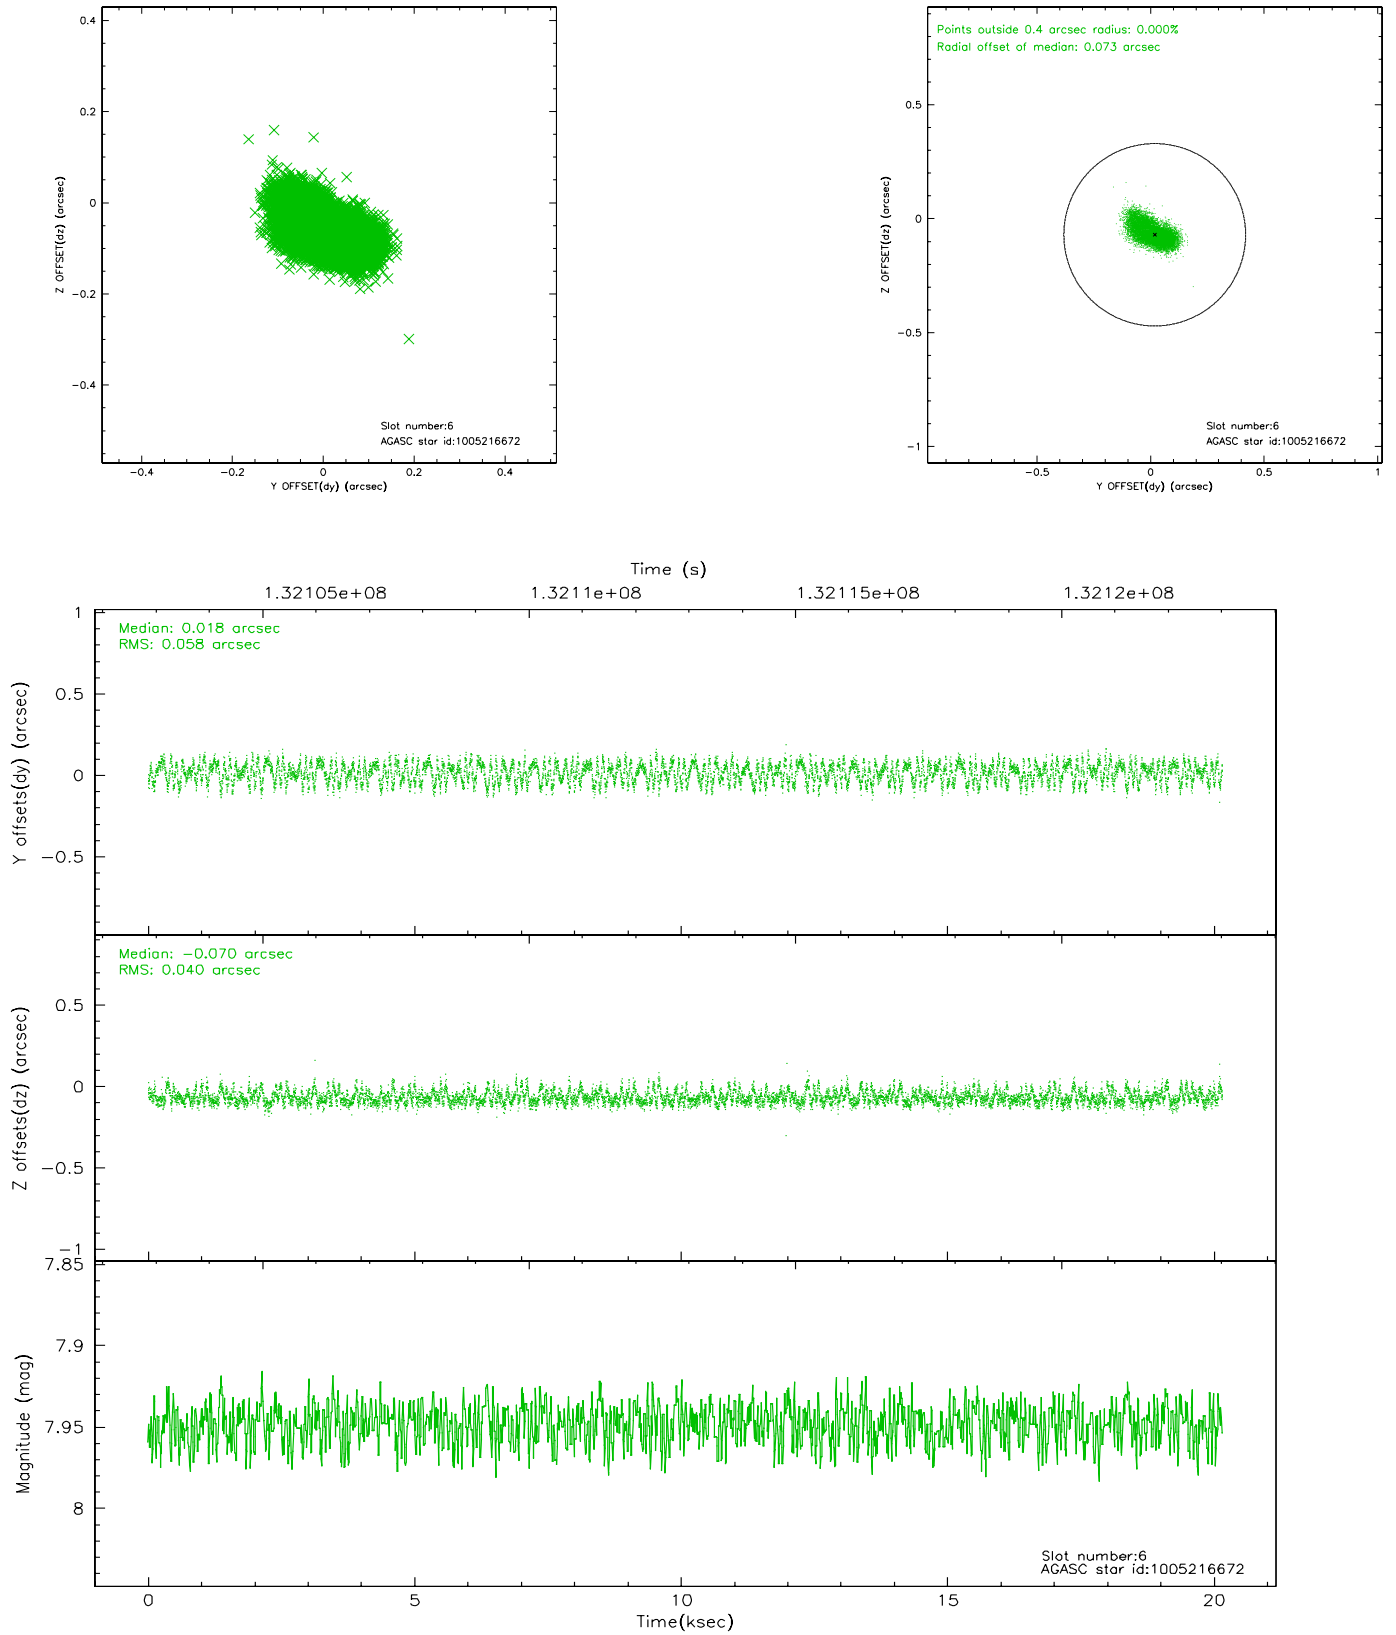 0.4
0.2
0
−0.2
−0.4
Z OFFSET(dz) (arcsec)
Slot number:6
AGASC star id:1005216672
−0.4 −0.2 0 0.2 0.4
Y OFFSET(dy) (arcsec)
Points outside 0.4 arcsec radius: 0.000%
Radial offset of median: 0.073 arcsec
0.5
0
−0.5
−1
Z OFFSET(dz) (arcsec)
Slot number:6
AGASC star id:1005216672
−0.5 0 0.5 1
Y OFFSET(dy) (arcsec)
Time (s)
1.32105e+08 1.3211e+08 1.32115e+08 1.3212e+08
Median: 0.018 arcsec
RMS: 0.058 arcsec
1
0.5
0
−0.5
Y offsets(dy) (arcsec)
Median: −0.070 arcsec
RMS: 0.040 arcsec
0.5
0
−0.5
−1
Z offsets(dz) (arcsec)
7.85
7.9
7.95
8
Magnitude (mag)
Slot number:6
AGASC star id:1005216672
0 5 10 15 20
Time(ksec)